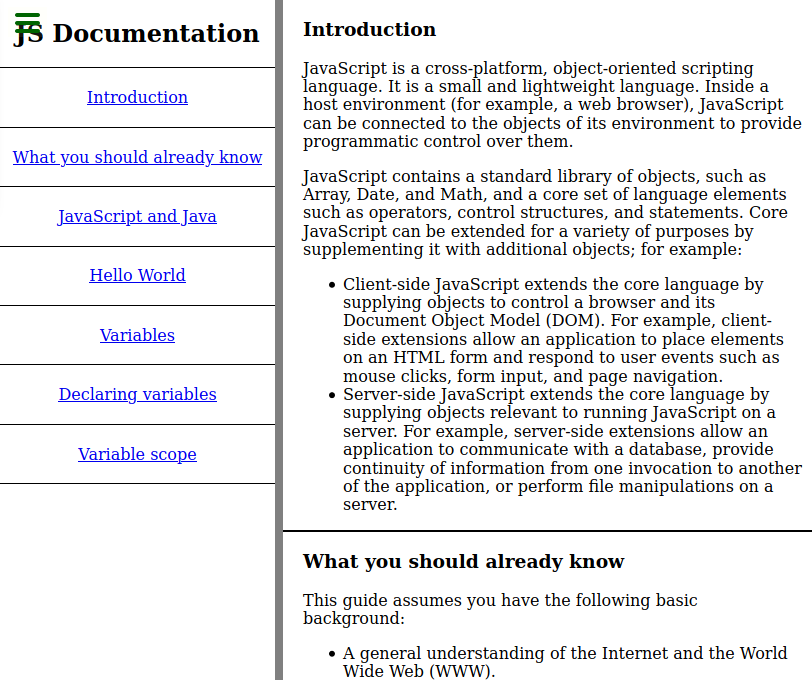 JS Documentation
Introduction
What you should already know
JavaScript and Java
Hello World
Variables
Declaring variables
Variable scope
Introduction
JavaScript is a cross-platform, object-oriented scripting
language. It is a small and lightweight language. Inside a
host environment (for example, a web browser), JavaScript
can be connected to the objects of its environment to provide
programmatic control over them.
JavaScript contains a standard library of objects, such as
Array, Date, and Math, and a core set of language elements
such as operators, control structures, and statements. Core
JavaScript can be extended for a variety of purposes by
supplementing it with additional objects; for example:
• Client-side JavaScript extends the core language by
supplying objects to control a browser and its
Document Object Model (DOM). For example, client-
side extensions allow an application to place elements
on an HTML form and respond to user events such as
mouse clicks, form input, and page navigation.
• Server-side JavaScript extends the core language by
supplying objects relevant to running JavaScript on a
server. For example, server-side extensions allow an
application to communicate with a database, provide
continuity of information from one invocation to another
of the application, or perform file manipulations on a
server.
What you should already know
This guide assumes you have the following basic
background:
• A general understanding of the Internet and the World
Wide Web (WWW).